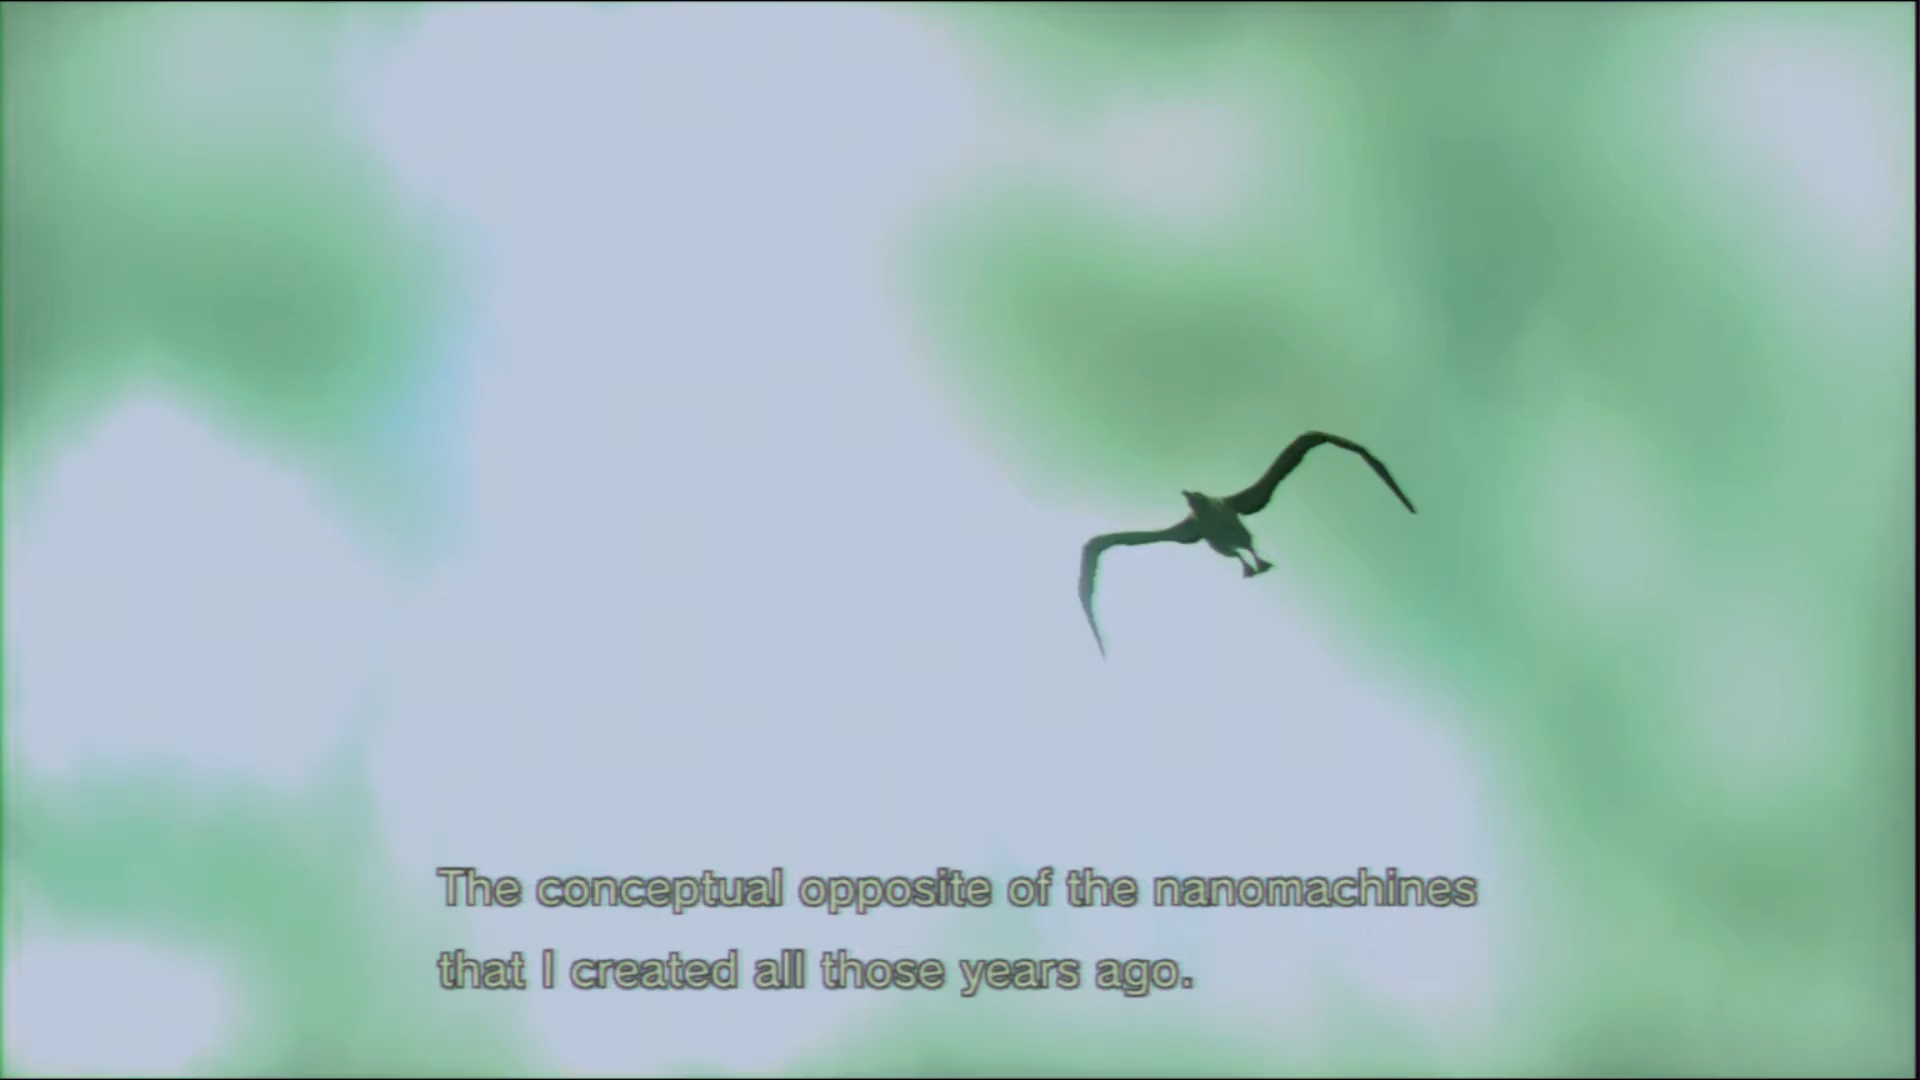 The conceptual opposite of the nanomachines
that I created all those years ago.